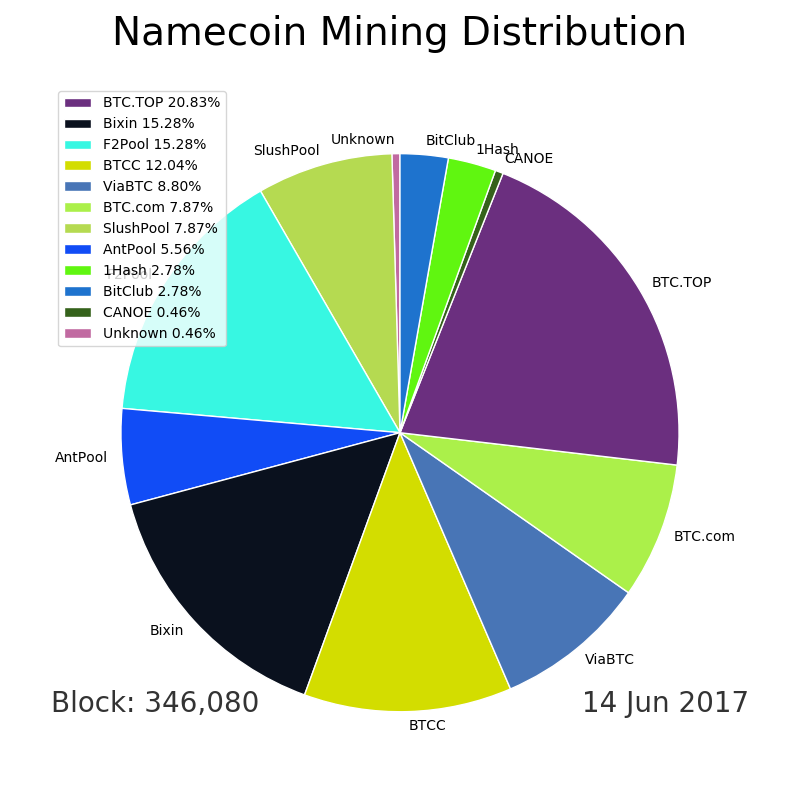 Namecoin Mining Distribution
BTC.TOP 20.83%
Bixin 15.28%
F2Pool 15.28%
BTCC 12.04%
ViaBTC 8.80%
BTC.com 7.87%
SlushPool 7.87%
AntPool 5.56%
1Hash 2.78%
BitClub 2.78%
CANOE 0.46%
Unknown 0.46%
SlushPool
Unknown
BitClub
1Hash
CANOE
F2Pool
BTC.TOP
AntPool
BTC.com
Bixin
ViaBTC
BTCC
Block: 346,080
14 Jun 2017